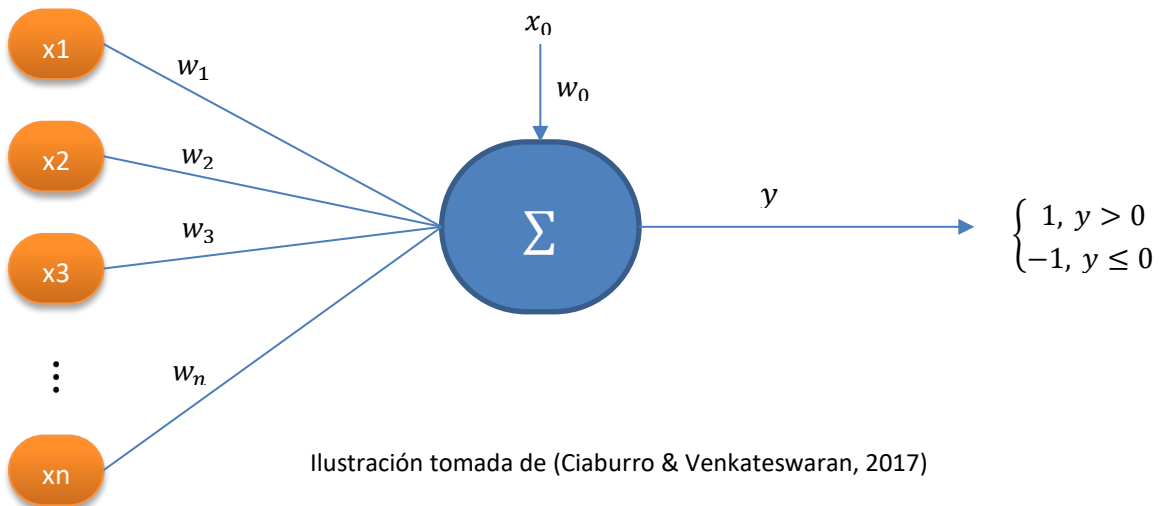 x1
x2
x3
⋮
xn
w₁
w₂
w₃
wₙ
x₀
w₀
∑
y
1, y > 0
−1, y ≤ 0
Ilustración tomada de (Ciaburro & Venkateswaran, 2017)